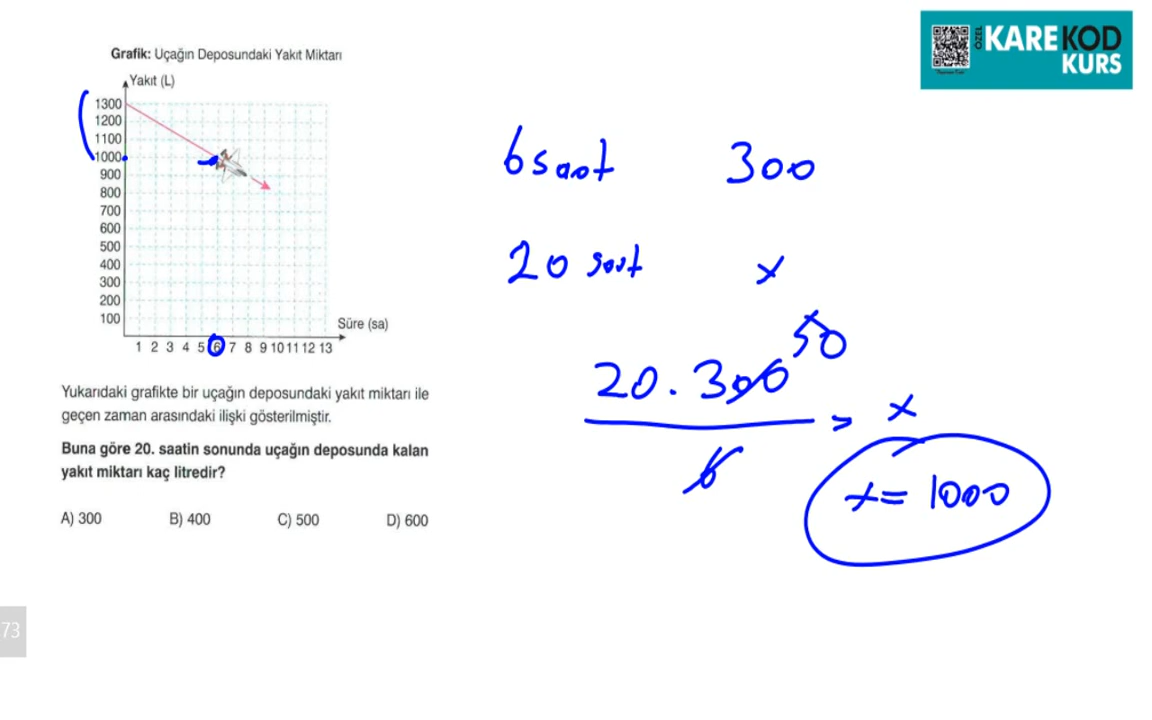 ÖZEL
KAREKOD
KURS
Grafik: Uçağın Deposundaki Yakıt Miktarı
Yakıt (L)
1300
1200
1100
1000
900
800
700
600
500
400
300
200
100
Süre (sa)
1 2 3 4 5 6 7 8 9 10 11 12 13
6 saat 300
20 saat x
20.300 50
6
= x
x = 1000
Yukarıdaki grafikte bir uçağın deposundaki yakıt miktarı ile
geçen zaman arasındaki ilişki gösterilmiştir.
Buna göre 20. saatin sonunda uçağın deposunda kalan
yakıt miktarı kaç litredir?
A) 300 B) 400 C) 500 D) 600
73